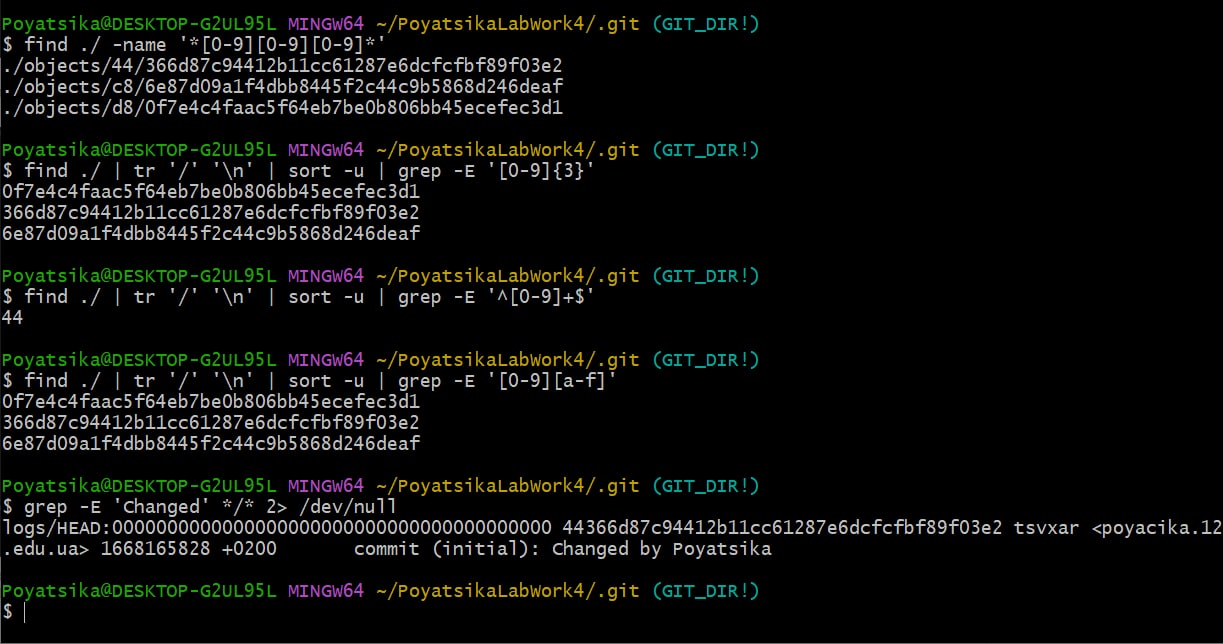 Poyatsika@DESKTOP-G2UL95L MINGW64 ~/PoyatsikaLabWork4/.git (GIT_DIR!)
$ find ./ -name '*[0-9][0-9][0-9]*'
./objects/44/366d87c94412b11cc61287e6dcfcfbf89f03e2
./objects/c8/6e87d09a1f4dbb8445f2c44c9b5868d246deaf
./objects/d8/0f7e4c4faac5f64eb7be0b806bb45ecefec3d1

Poyatsika@DESKTOP-G2UL95L MINGW64 ~/PoyatsikaLabWork4/.git (GIT_DIR!)
$ find ./ | tr '/' '\n' | sort -u | grep -E '[0-9]{3}'
0f7e4c4faac5f64eb7be0b806bb45ecefec3d1
366d87c94412b11cc61287e6dcfcfbf89f03e2
6e87d09a1f4dbb8445f2c44c9b5868d246deaf

Poyatsika@DESKTOP-G2UL95L MINGW64 ~/PoyatsikaLabWork4/.git (GIT_DIR!)
$ find ./ | tr '/' '\n' | sort -u | grep -E '^[0-9]+$'
44

Poyatsika@DESKTOP-G2UL95L MINGW64 ~/PoyatsikaLabWork4/.git (GIT_DIR!)
$ find ./ | tr '/' '\n' | sort -u | grep -E '[0-9][a-f]'
0f7e4c4faac5f64eb7be0b806bb45ecefec3d1
366d87c94412b11cc61287e6dcfcfbf89f03e2
6e87d09a1f4dbb8445f2c44c9b5868d246deaf

Poyatsika@DESKTOP-G2UL95L MINGW64 ~/PoyatsikaLabWork4/.git (GIT_DIR!)
$ grep -E 'Changed' */* 2> /dev/null
logs/HEAD:0000000000000000000000000000000000000000 44366d87c94412b11cc61287e6dcfcfbf89f03e2 tsvxar <poyacika.12
.edu.ua> 1668165828 +0200       commit (initial): Changed by Poyatsika

Poyatsika@DESKTOP-G2UL95L MINGW64 ~/PoyatsikaLabWork4/.git (GIT_DIR!)
$